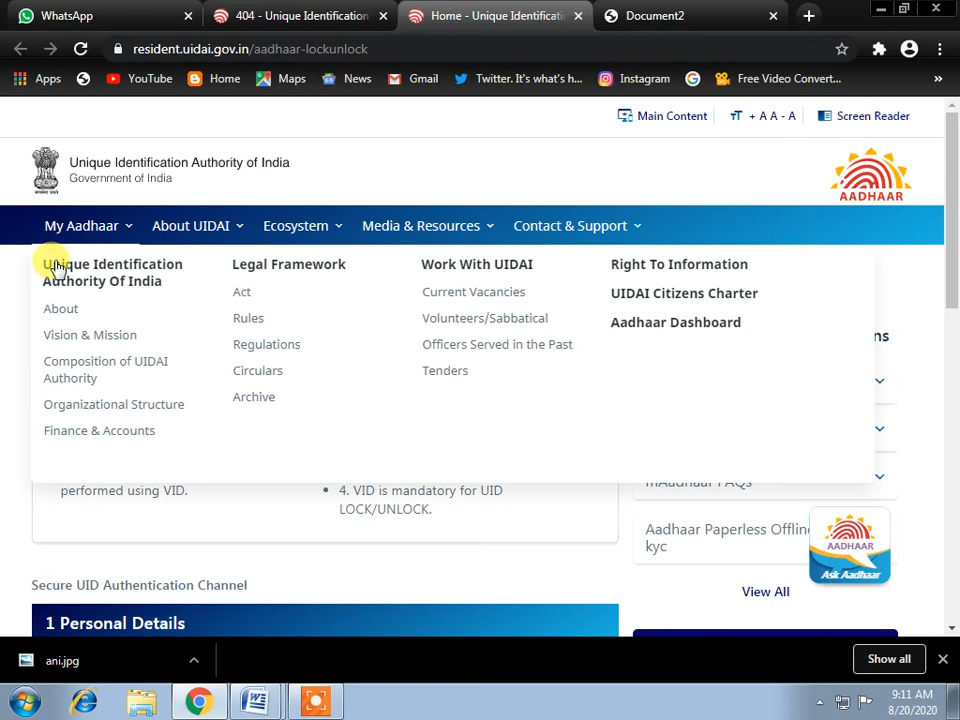 WhatsApp
404 - Unique Identification
Home - Unique Identificati
Document2
resident.uidai.gov.in/aadhaar-lockunlock
Apps
YouTube
Home
Maps
News
Gmail
Twitter. It's what's h...
Instagram
Free Video Convert...
»
Main Content
+ A A - A
Screen Reader
Unique Identification Authority of India
Government of India
AADHAAR
My Aadhaar
About UIDAI
Ecosystem
Media & Resources
Contact & Support
Unique Identification
Authority Of India
About
Vision & Mission
Composition of UIDAI
Authority
Organizational Structure
Finance & Accounts
Legal Framework
Act
Rules
Regulations
Circulars
Archive
Work With UIDAI
Current Vacancies
Volunteers/Sabbatical
Officers Served in the Past
Tenders
Right To Information
UIDAI Citizens Charter
Aadhaar Dashboard
ns
performed using VID.
• 4. VID is mandatory for UID
LOCK/UNLOCK.
mAadhaar FAQs
Aadhaar Paperless Offlin
kyc
AADHAAR
Ask Aadhaar
View All
Secure UID Authentication Channel
1 Personal Details
ani.jpg
Show all
9:11 AM
8/20/2020